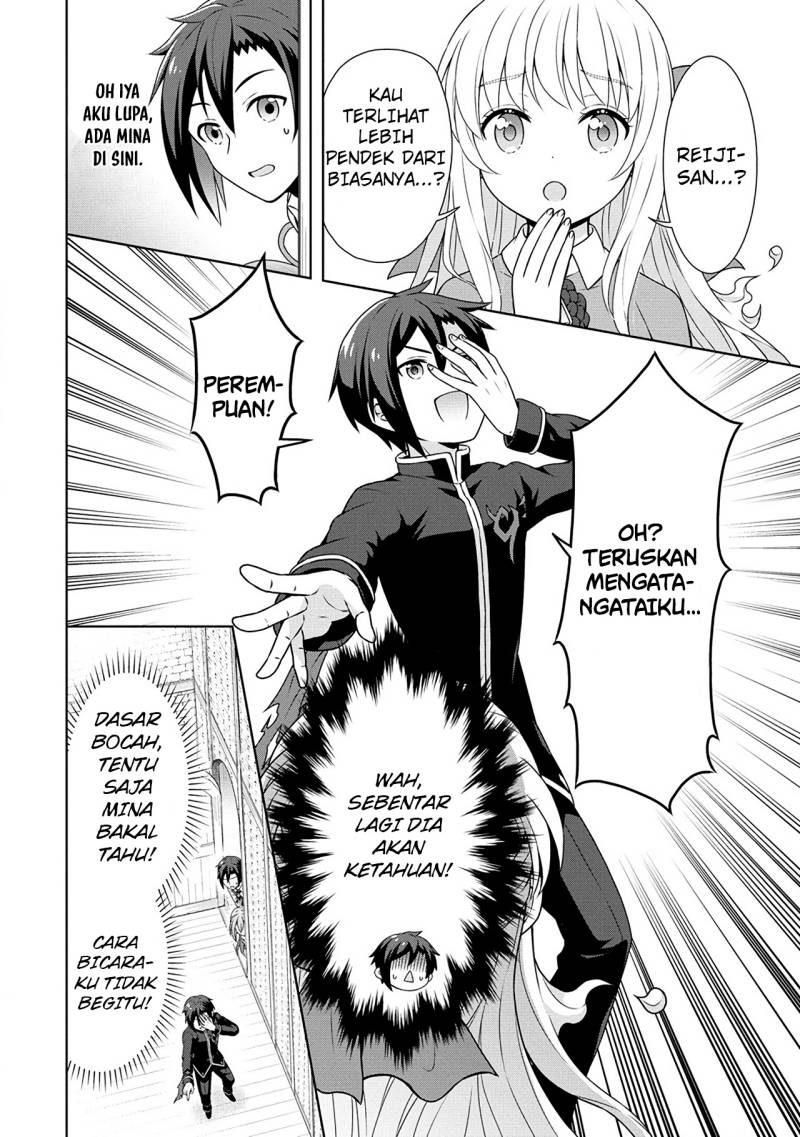 REIJI-
SAN...?
KAU
TERLIHAT
LEBIH
PENDEK DARI
BIASANYA...?
OH IYA
AKU LUPA,
ADA MINA
DI SINI.
OH?
TERUSKAN
MENGATA-
NGATAIKU...
PEREM-
PUAN!
WAH,
SEBENTAR
LAGI DIA
AKAN
KETAHUAN!
DASAR
BOCAH,
TENTU
SAJA
MINA
BAKAL
TAHU!
CARA
BICARA-
KU TIDAK
BEGITU!